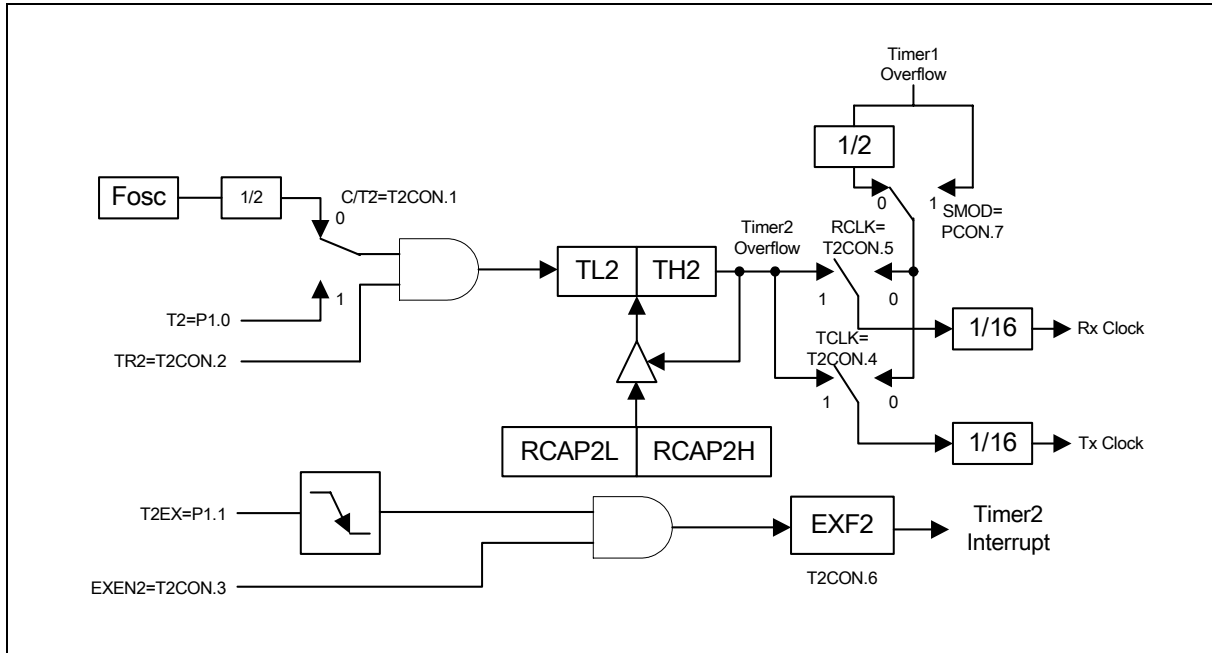 Timer1
Overflow
1/2
Fosc
1/2
C/T2=T2CON.1
0
0
1
SMOD=
PCON.7
Timer2
Overflow
RCLK=
T2CON.5
TL2
TH2
1
T2=P1.0
1
0
1/16
Rx Clock
TR2=T2CON.2
TCLK=
T2CON.4
1
0
RCAP2L
RCAP2H
1/16
Tx Clock
T2EX=P1.1
EXF2
Timer2
Interrupt
EXEN2=T2CON.3
T2CON.6